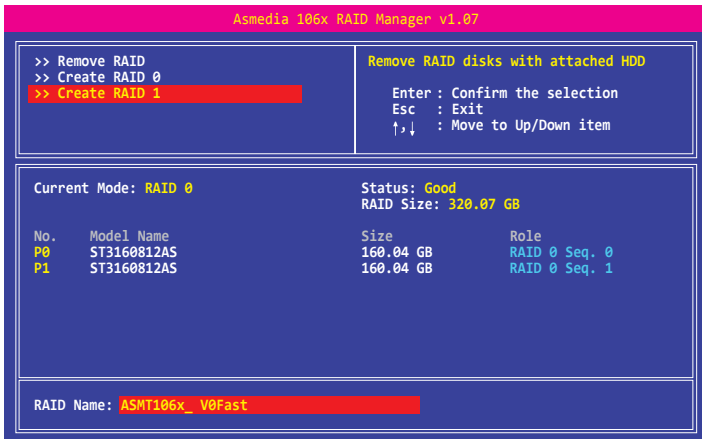 Asmedia 106x RAID Manager v1.07
>> Remove RAID
>> Create RAID 0
>> Create RAID 1
Remove RAID disks with attached HDD
Enter : Confirm the selection
Esc : Exit
↑,↓ : Move to Up/Down item
Current Mode: RAID 0
Status: Good
RAID Size: 320.07 GB
No. Model Name Size Role
P0 ST3160812AS 160.04 GB RAID 0 Seq. 0
P1 ST3160812AS 160.04 GB RAID 0 Seq. 1
RAID Name: ASMT106x_ V0Fast